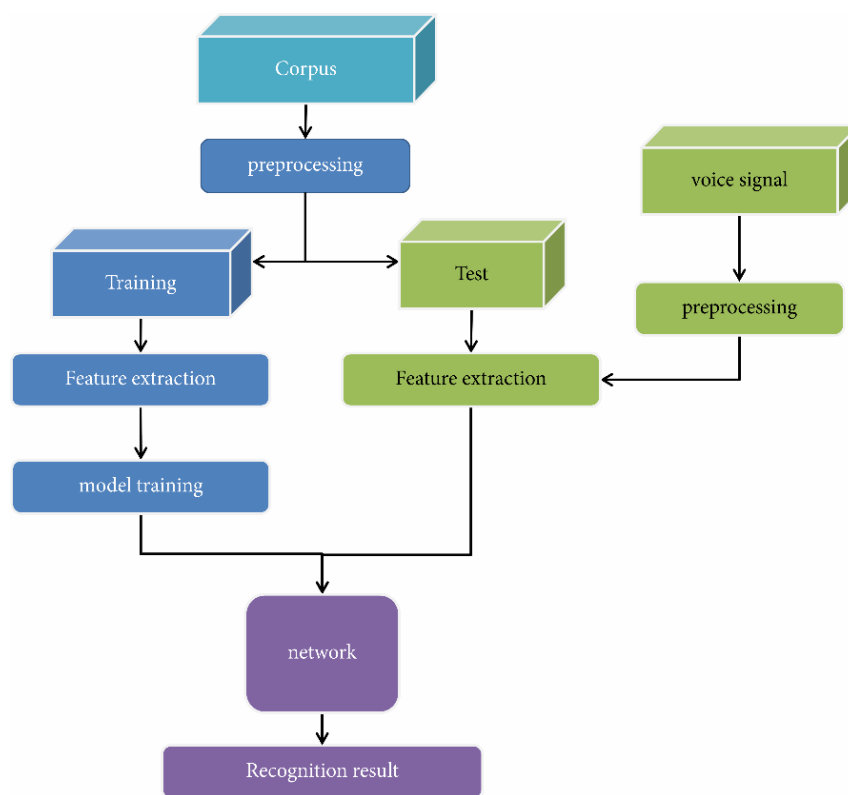 Corpus
preprocessing
voice signal
Training
Test
preprocessing
Feature extraction
Feature extraction
model training
network
Recognition result